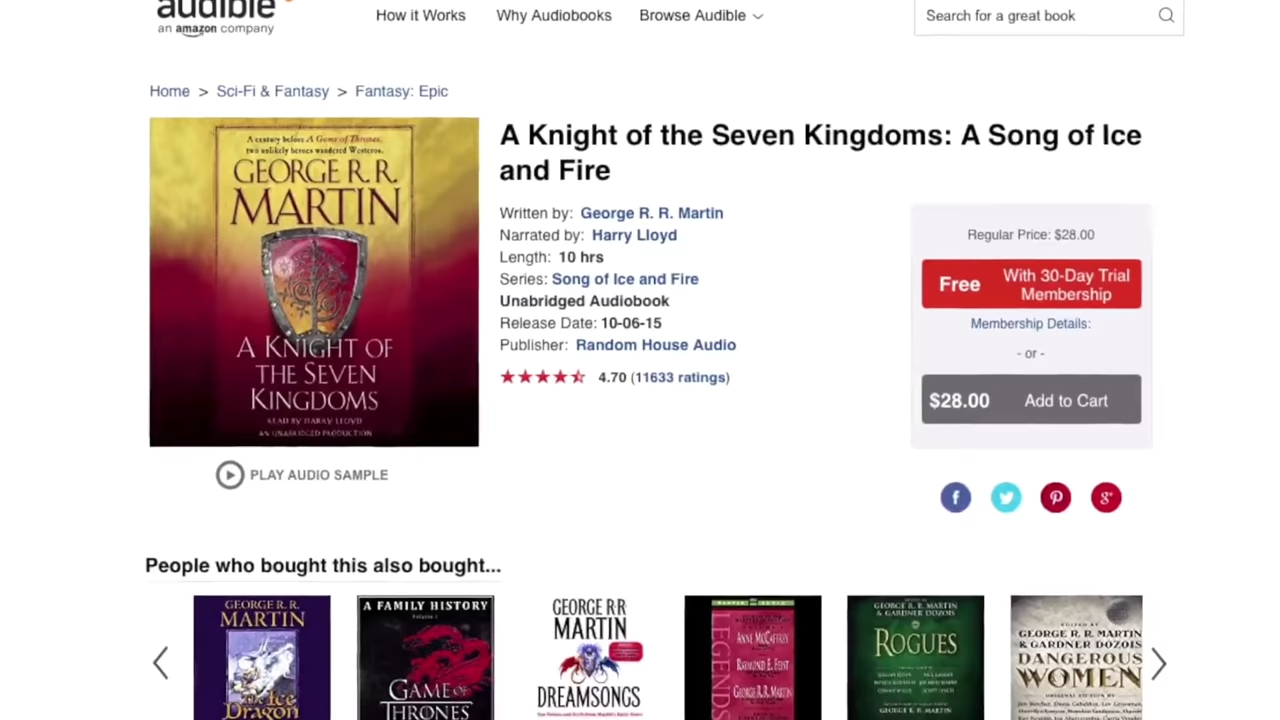 audible
an amazon company
How it Works
Why Audiobooks
Browse Audible
Search for a great book
Home > Sci-Fi & Fantasy > Fantasy: Epic
A century before A Game of Thrones,
two unlikely heroes wandered Westeros.
GEORGE R. R.
MARTIN
A KNIGHT OF
THE SEVEN
KINGDOMS
READ BY HARRY LLOYD
AN UNABRIDGED PRODUCTION
PLAY AUDIO SAMPLE
A Knight of the Seven Kingdoms: A Song of Ice
and Fire
Written by: George R. R. Martin
Narrated by: Harry Lloyd
Length: 10 hrs
Series: Song of Ice and Fire
Unabridged Audiobook
Release Date: 10-06-15
Publisher: Random House Audio
4.70 (11633 ratings)
Regular Price: $28.00
Free With 30-Day Trial
Membership
Membership Details:
- or -
$28.00 Add to Cart
People who bought this also bought...
GEORGE R. R.
MARTIN
The Ice
Dragon
A FAMILY HISTORY
Volume 1
GAME OF
THRONES
GEORGE R.R.
MARTIN
DREAMSONGS
LEGENDS
ANNE McCAFFREY
RAYMOND E. FEIST
GEORGE R.R. MARTIN
GEORGE R. R. MARTIN
& GARDNER DOZOIS
ROGUES
GEORGE R. R. MARTIN
EDITED BY
GEORGE R. R. MARTIN
& GARDNER DOZOIS
DANGEROUS
WOMEN